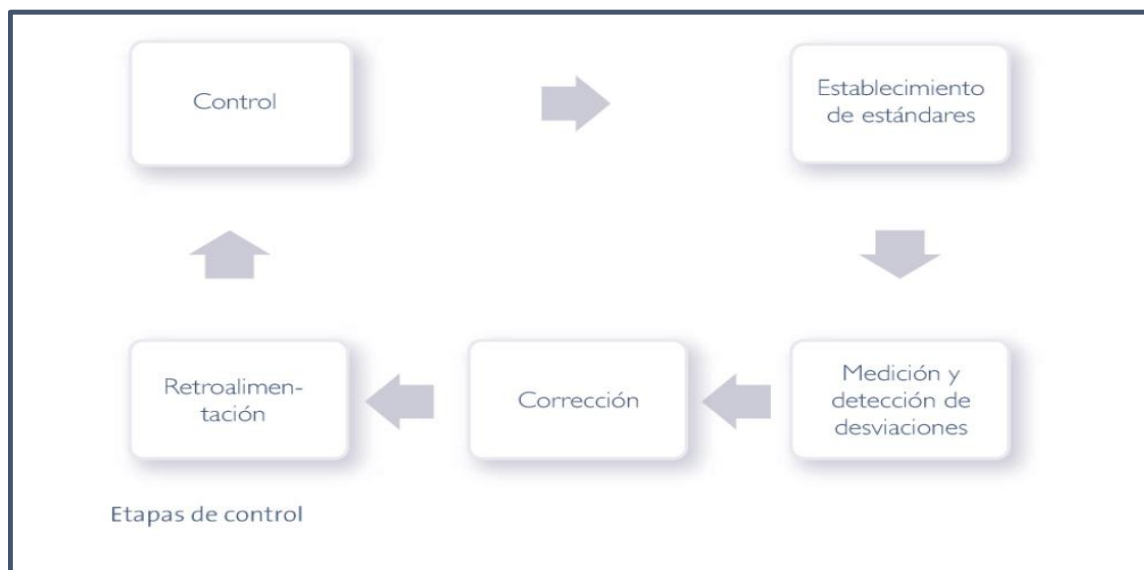 Control
Establecimiento
de estándares
Medición y
detección de
desviaciones
Corrección
Retroalimen-
tación
Etapas de control